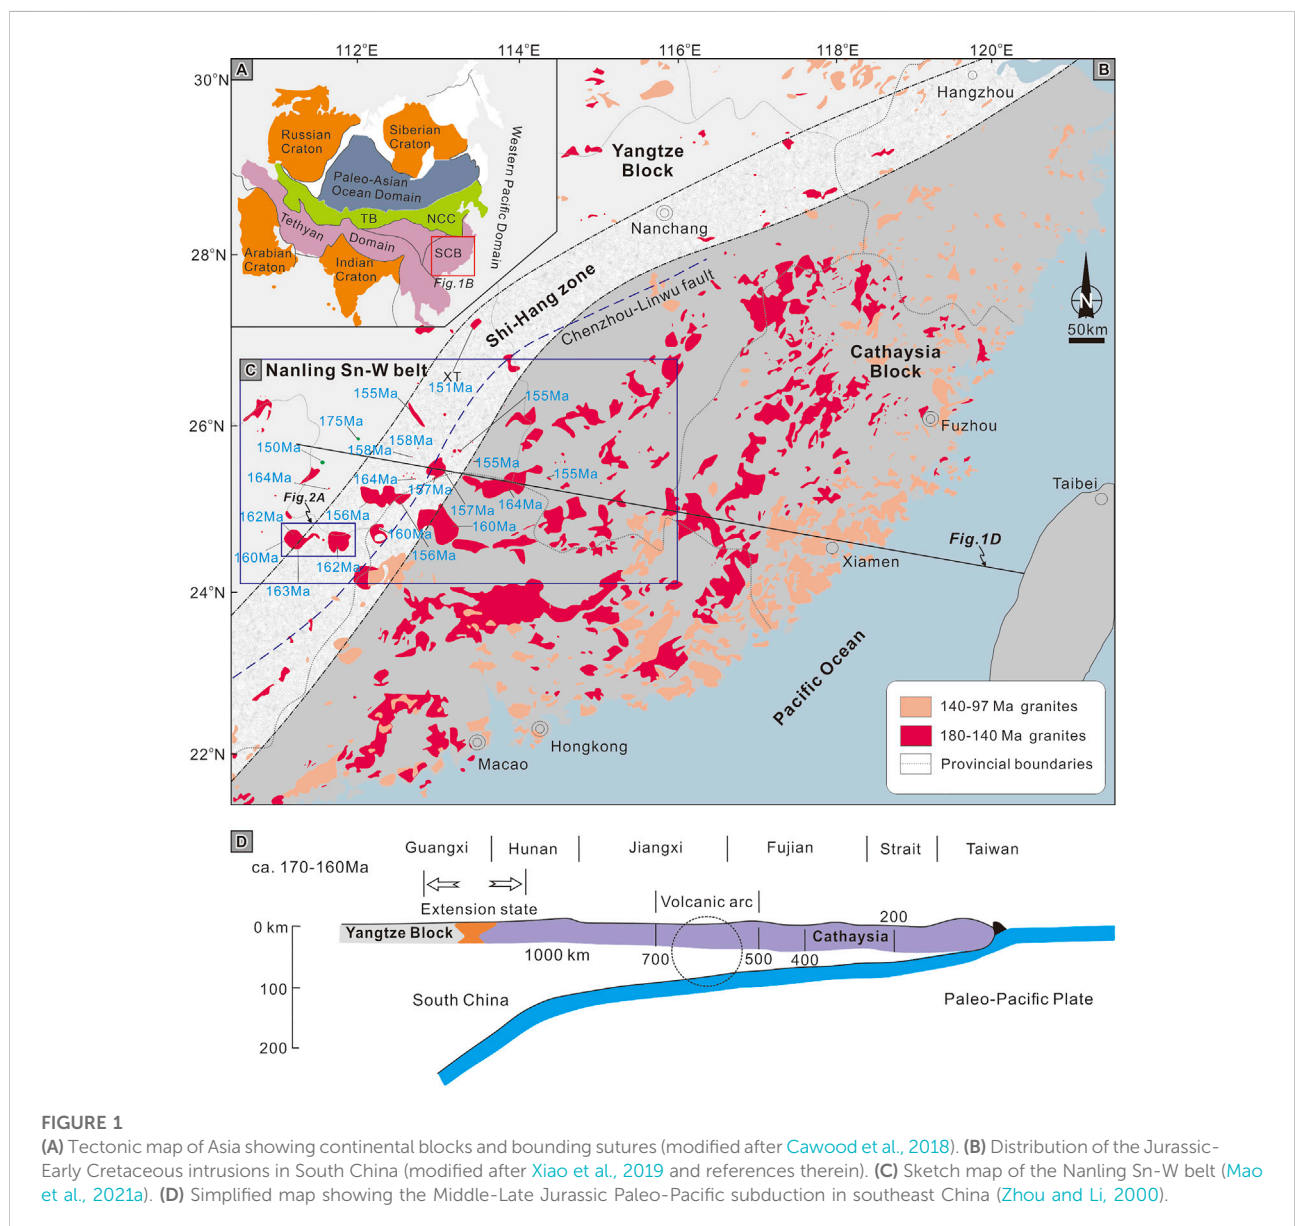 112°E
114°E
116°E
118°E
120°E
30°N
28°N
26°N
24°N
22°N
A
Russian
Craton
Siberian
Craton
Paleo-Asian
Ocean Domain
TB
NCC
Tethyan
Domain
SCB
Arabian
Craton
Indian
Craton
Fig.1B
Western Pacific Domain
B
Hangzhou
Yangtze
Block
Nanchang
Shi-Hang zone
Chenzhou-Linwu fault
N
50km
Cathaysia
Block
Fuzhou
Taibei
Xiamen
Fig.1D
Pacific Ocean
Hongkong
Macao
C
Nanling Sn-W belt
XT
151Ma
155Ma
155Ma
175Ma
158Ma
150Ma
158Ma
155Ma
155Ma
164Ma
164Ma
157Ma
164Ma
Fig.2A
157Ma
162Ma
156Ma
160Ma
160Ma
160Ma
156Ma
162Ma
163Ma
140-97 Ma granites
180-140 Ma granites
Provincial boundaries
D
ca. 170-160Ma
Guangxi
Hunan
Jiangxi
Fujian
Strait
Taiwan
Extension state
Volcanic arc
0 km
Yangtze Block
Cathaysia
200
1000 km
700
500
400
100
200
South China
Paleo-Pacific Plate
FIGURE 1
(A) Tectonic map of Asia showing continental blocks and bounding sutures (modified after Cawood et al., 2018). (B) Distribution of the Jurassic-
Early Cretaceous intrusions in South China (modified after Xiao et al., 2019 and references therein). (C) Sketch map of the Nanling Sn-W belt (Mao
et al., 2021a). (D) Simplified map showing the Middle-Late Jurassic Paleo-Pacific subduction in southeast China (Zhou and Li, 2000).